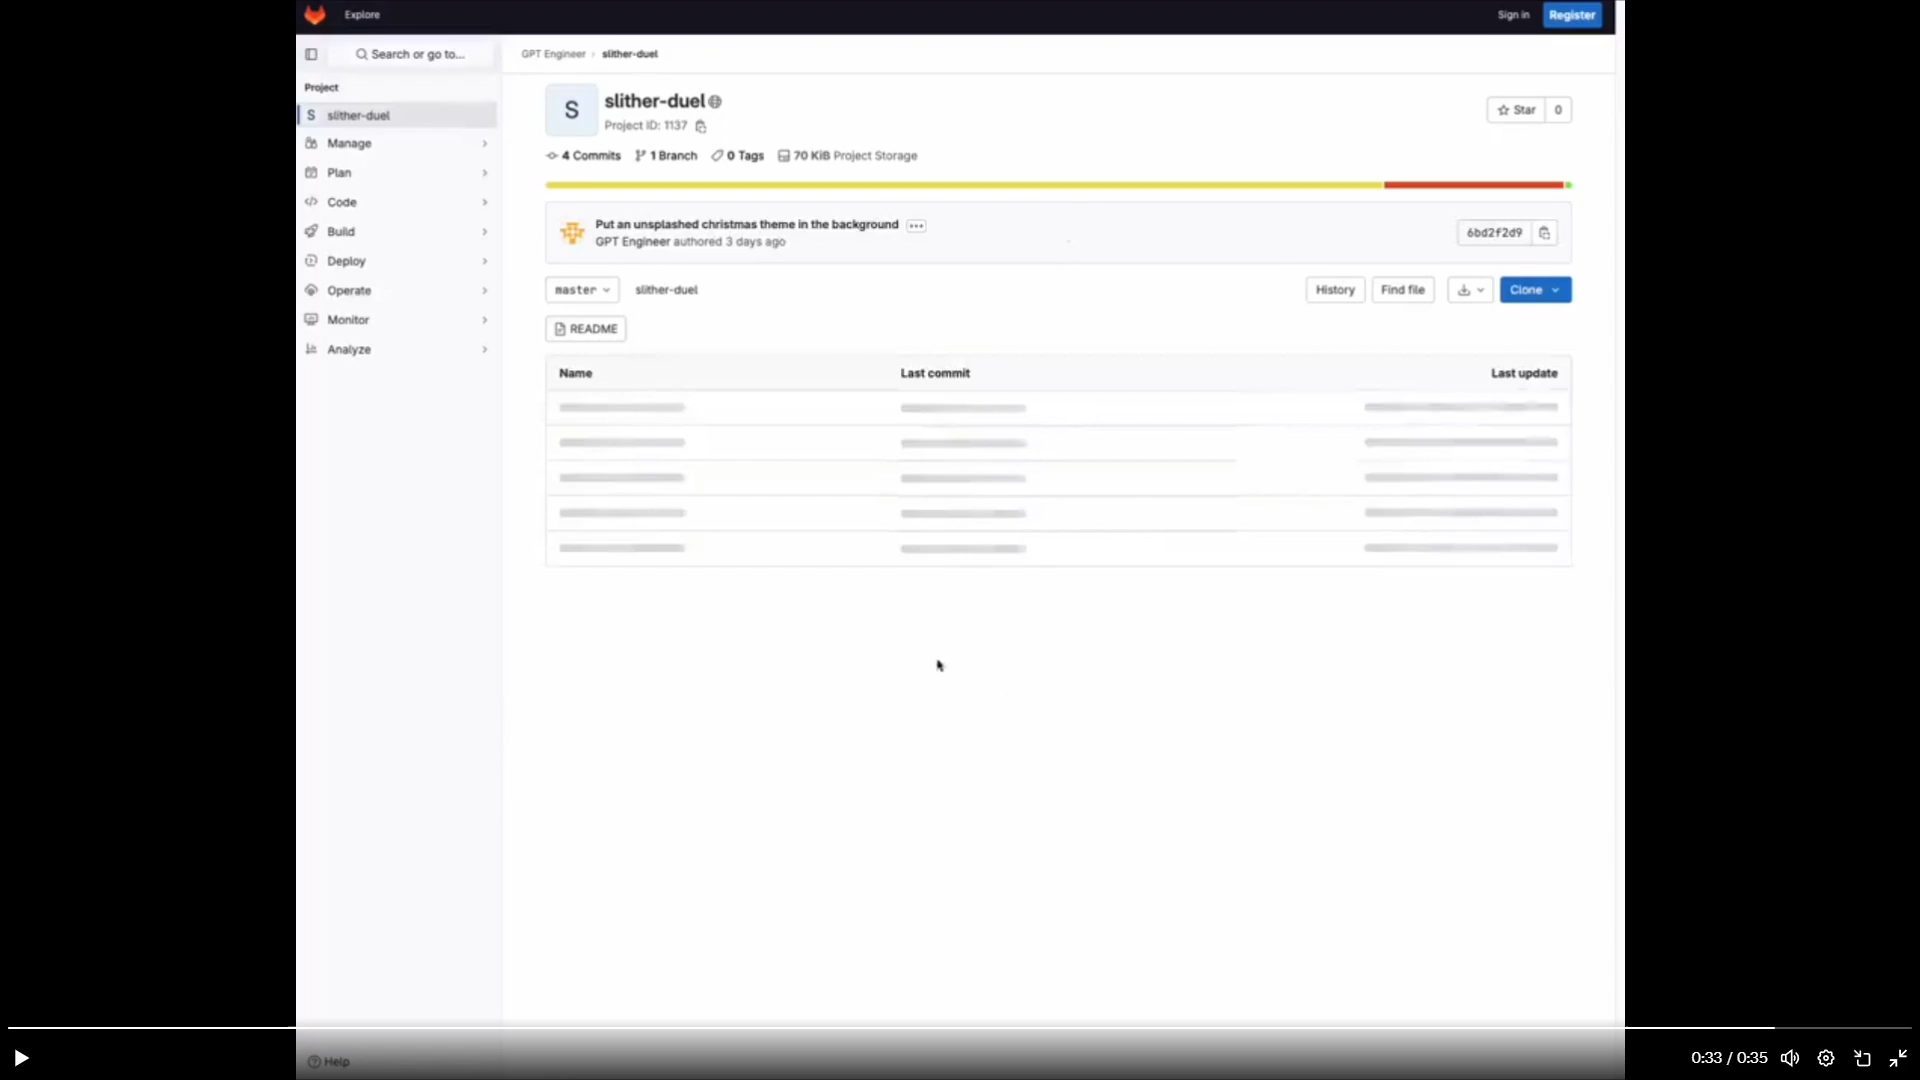 Explore
Sign in
Register
Search or go to...
GPT Engineer › slither-duel
Project
S slither-duel
Manage
Plan
Code
Build
Deploy
Operate
Monitor
Analyze
S
slither-duel
Project ID: 1137
Star 0
4 Commits 1 Branch 0 Tags 70 KiB Project Storage
Put an unsplashed christmas theme in the background
GPT Engineer authored 3 days ago
6bd2f2d9
master slither-duel
History Find file Clone
README
Name Last commit Last update
Help
0:33 / 0:35